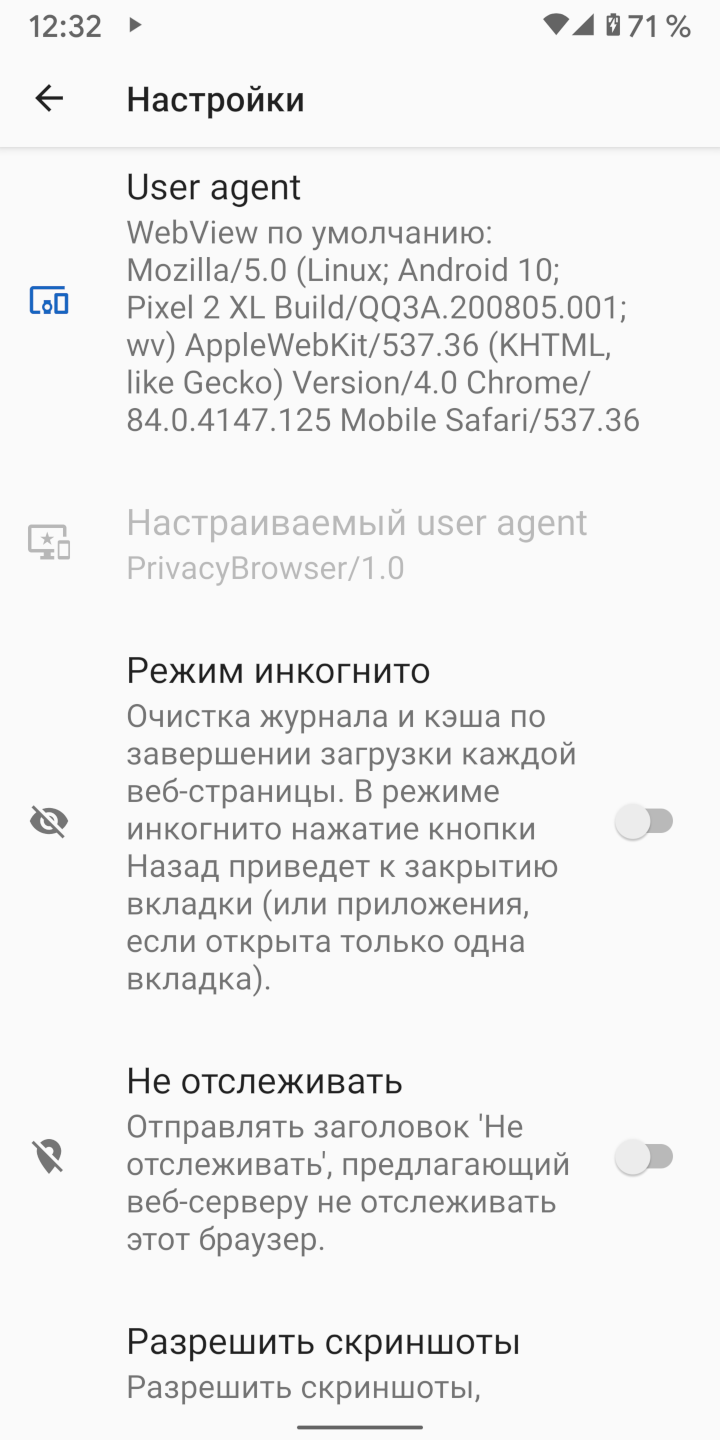 12:32
71 %
Настройки
User agent
WebView по умолчанию:
Mozilla/5.0 (Linux; Android 10;
Pixel 2 XL Build/QQ3A.200805.001;
wv) AppleWebKit/537.36 (KHTML,
like Gecko) Version/4.0 Chrome/
84.0.4147.125 Mobile Safari/537.36
Настраиваемый user agent
PrivacyBrowser/1.0
Режим инкогнито
Очистка журнала и кэша по
завершении загрузки каждой
веб-страницы. В режиме
инкогнито нажатие кнопки
Назад приведет к закрытию
вкладки (или приложения,
если открыта только одна
вкладка).
Не отслеживать
Отправлять заголовок 'Не
отслеживать', предлагающий
веб-серверу не отслеживать
этот браузер.
Разрешить скриншоты
Разрешить скриншоты,